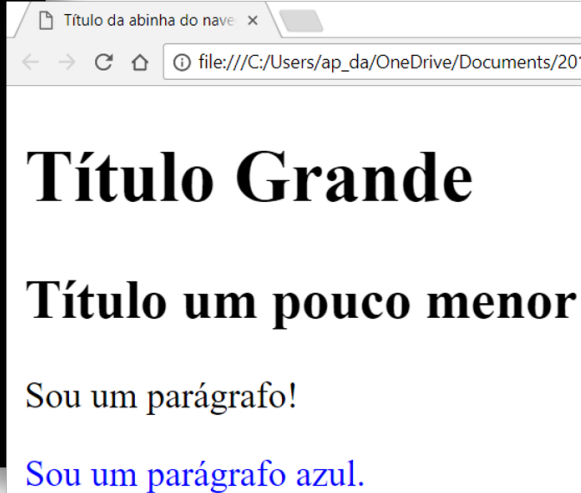 Título da abinha do nave
file:///C:/Users/ap_da/OneDrive/Documents/201
Título Grande
Título um pouco menor
Sou um parágrafo!
Sou um parágrafo azul.